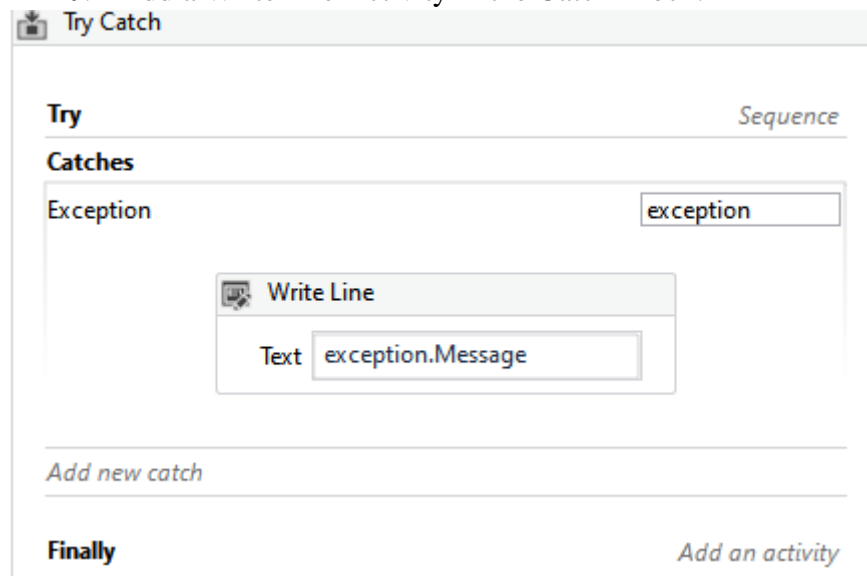 Try Catch
Try Sequence
Catches
Exception exception
Write Line
Text exception.Message
Add new catch
Finally Add an activity